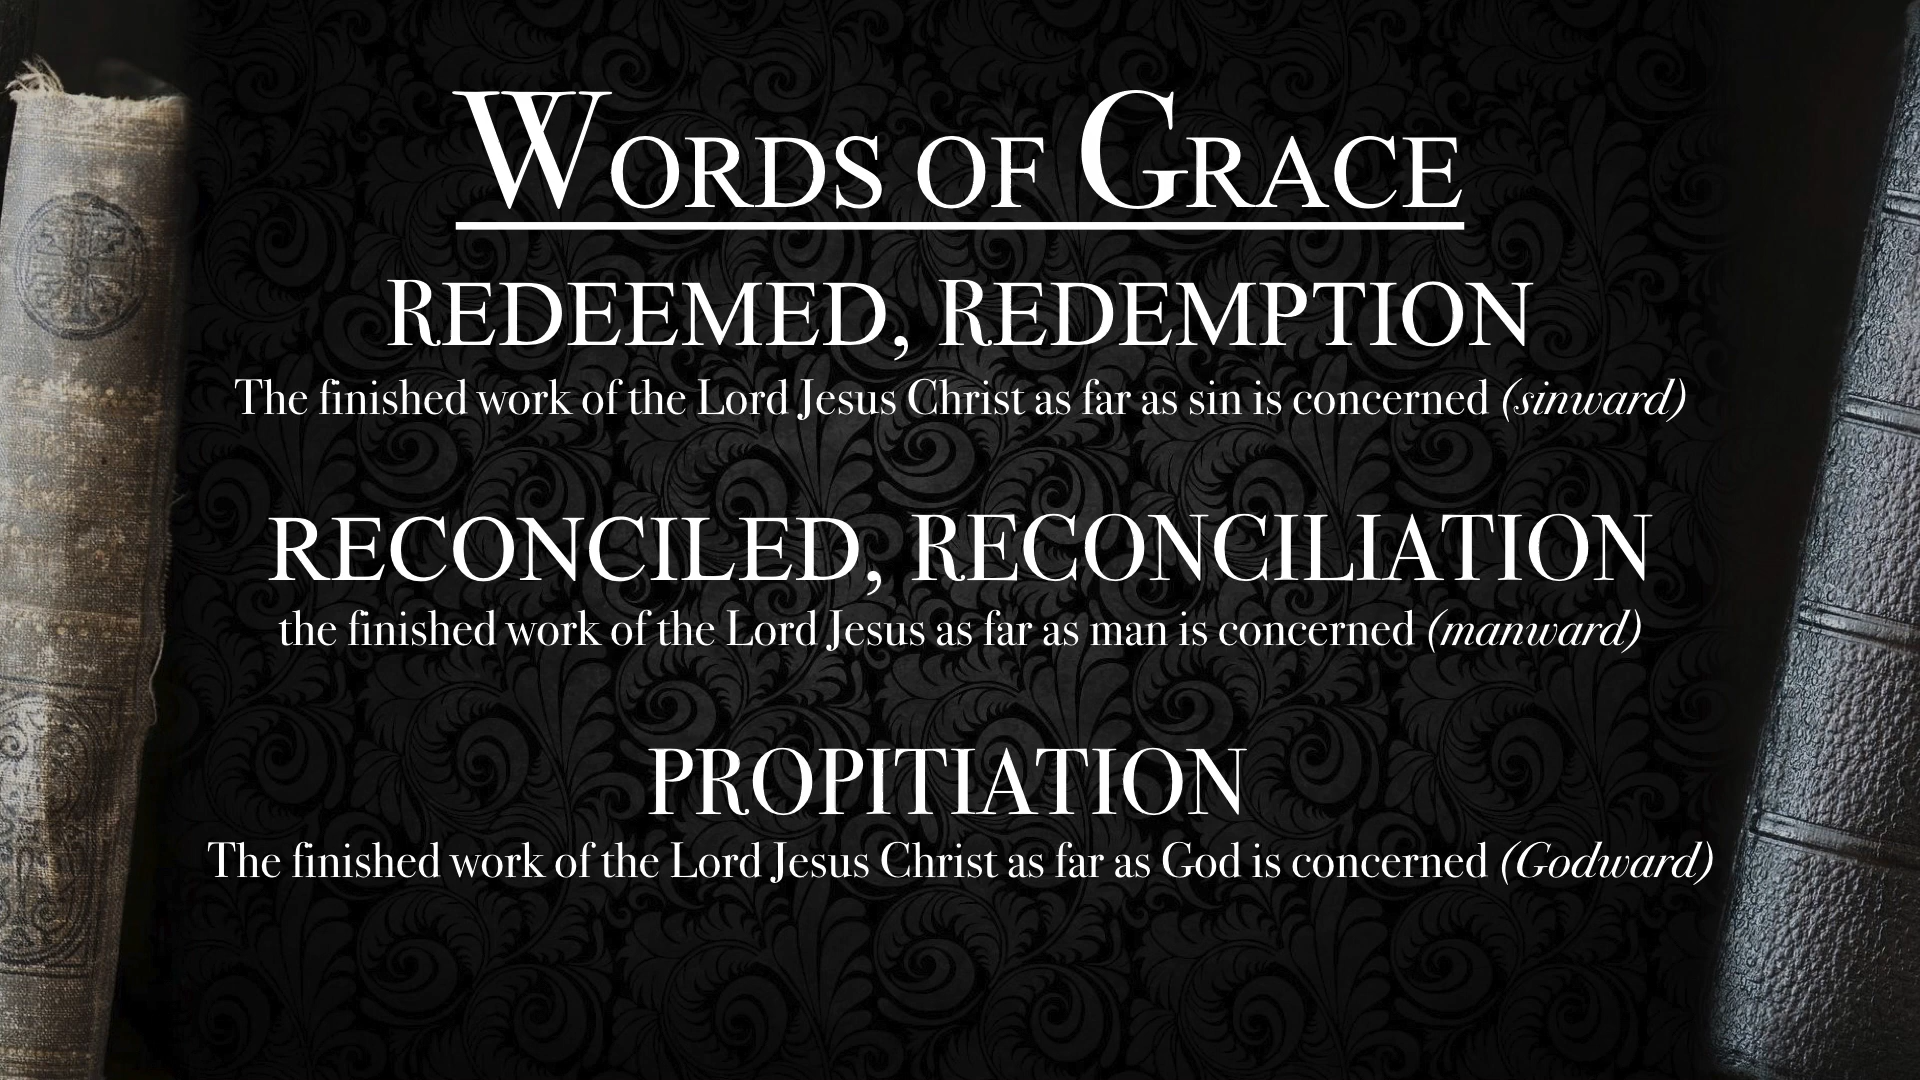 WORDS OF GRACE
REDEEMED, REDEMPTION
The finished work of the Lord Jesus Christ as far as sin is concerned (sinward)
RECONCILED, RECONCILIATION
the finished work of the Lord Jesus as far as man is concerned (manward)
PROPITIATION
The finished work of the Lord Jesus Christ as far as God is concerned (Godward)